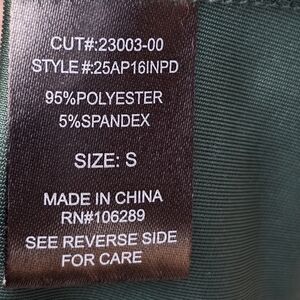 CUT#:23003-00
STYLE #:25AP16INPD
95%POLYESTER
5%SPANDEX
SIZE: S
MADE IN CHINA
RN#106289
SEE REVERSE SIDE
FOR CARE